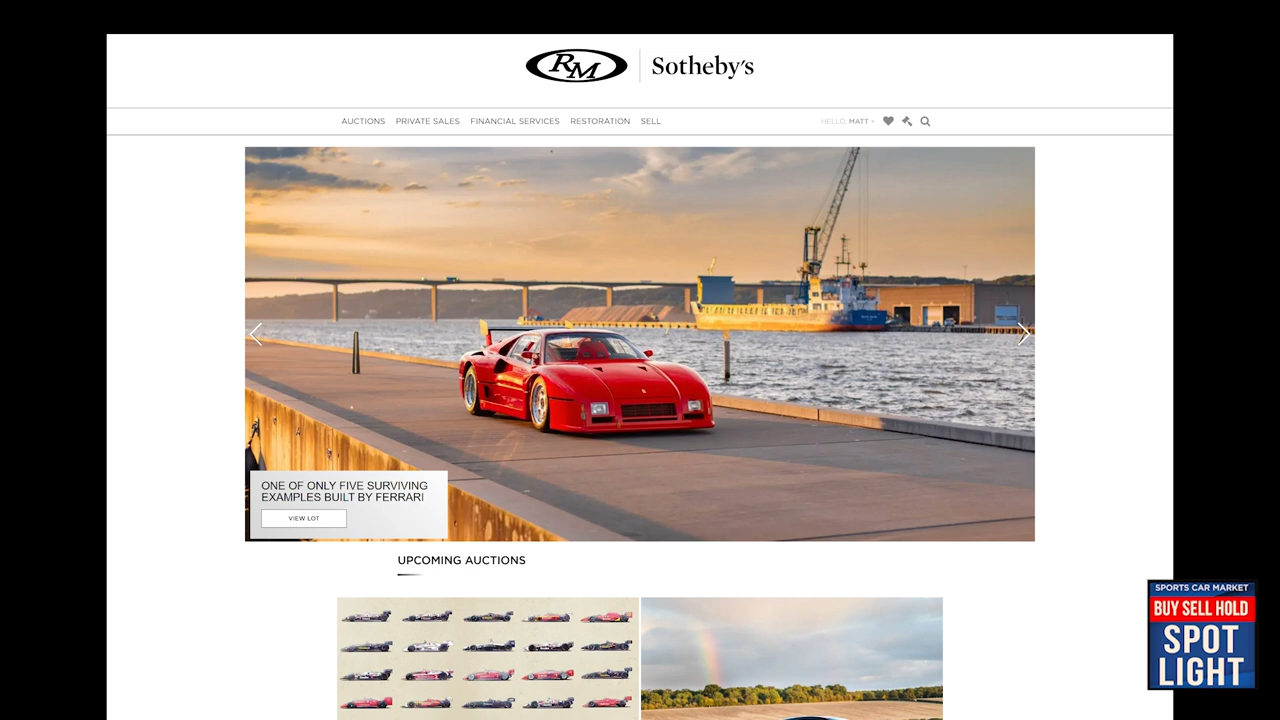 RM
Sotheby's
AUCTIONS PRIVATE SALES FINANCIAL SERVICES RESTORATION SELL
HELLO, MATT
ONE OF ONLY FIVE SURVIVING
EXAMPLES BUILT BY FERRARI
VIEW LOT
UPCOMING AUCTIONS
SPORTS CAR MARKET
BUY SELL HOLD
SPOT
LIGHT